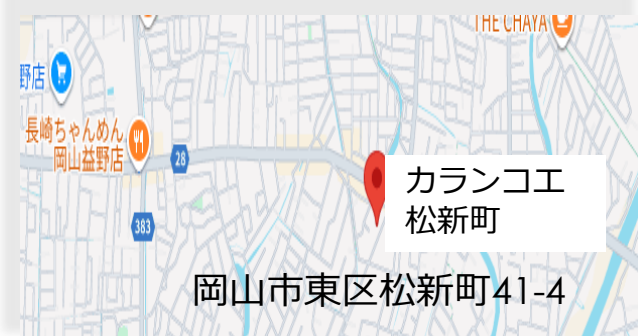 THE CHAYA
野店
長崎ちゃんめん
岡山益野店
28
383
カランコエ
松新町
岡山市東区松新町41-4